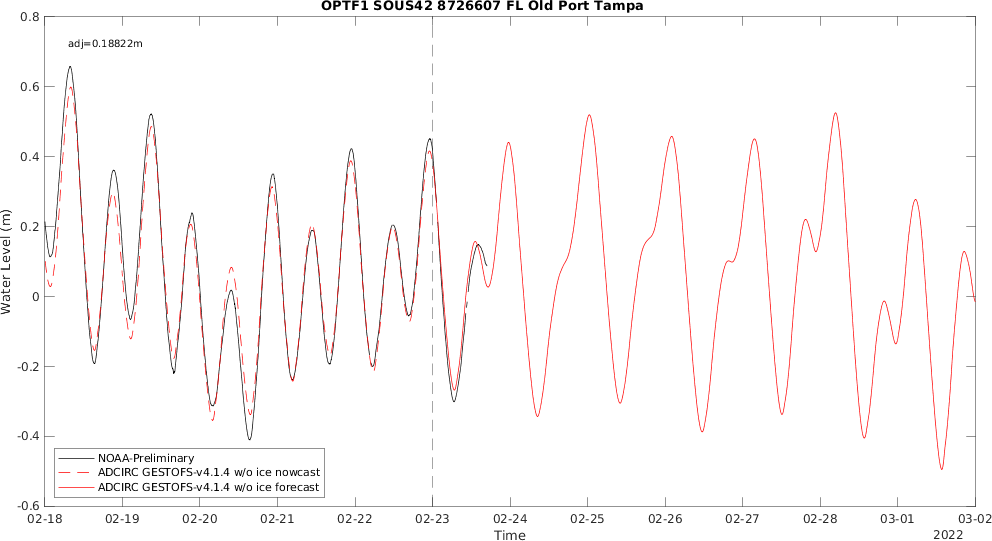 OPTF1 SOUS42 8726607 FL Old Port Tampa
adj=0.18822m
Water Level (m)
0.8
0.6
0.4
0.2
0
-0.2
-0.4
-0.6
NOAA-Preliminary
ADCIRC GESTOFS-v4.1.4 w/o ice nowcast
ADCIRC GESTOFS-v4.1.4 w/o ice forecast
02-18 02-19 02-20 02-21 02-22 02-23 02-24 02-25 02-26 02-27 02-28 03-01 03-02
Time
2022